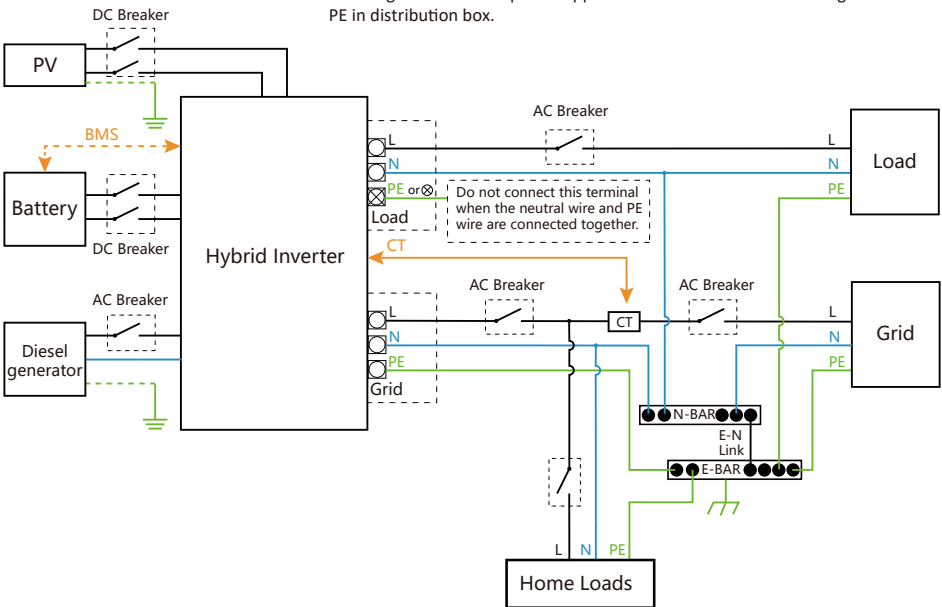 PE in distribution box.
DC Breaker
PV
BMS
Battery
DC Breaker
AC Breaker
Diesel
generator
Hybrid Inverter
L
N
PE or
Load
Do not connect this terminal
when the neutral wire and PE
wire are connected together.
AC Breaker
L
N
PE
Load
CT
L
N
PE
Grid
AC Breaker
CT
AC Breaker
L
N
PE
Grid
N-BAR
E-N
Link
E-BAR
L
N
PE
Home Loads